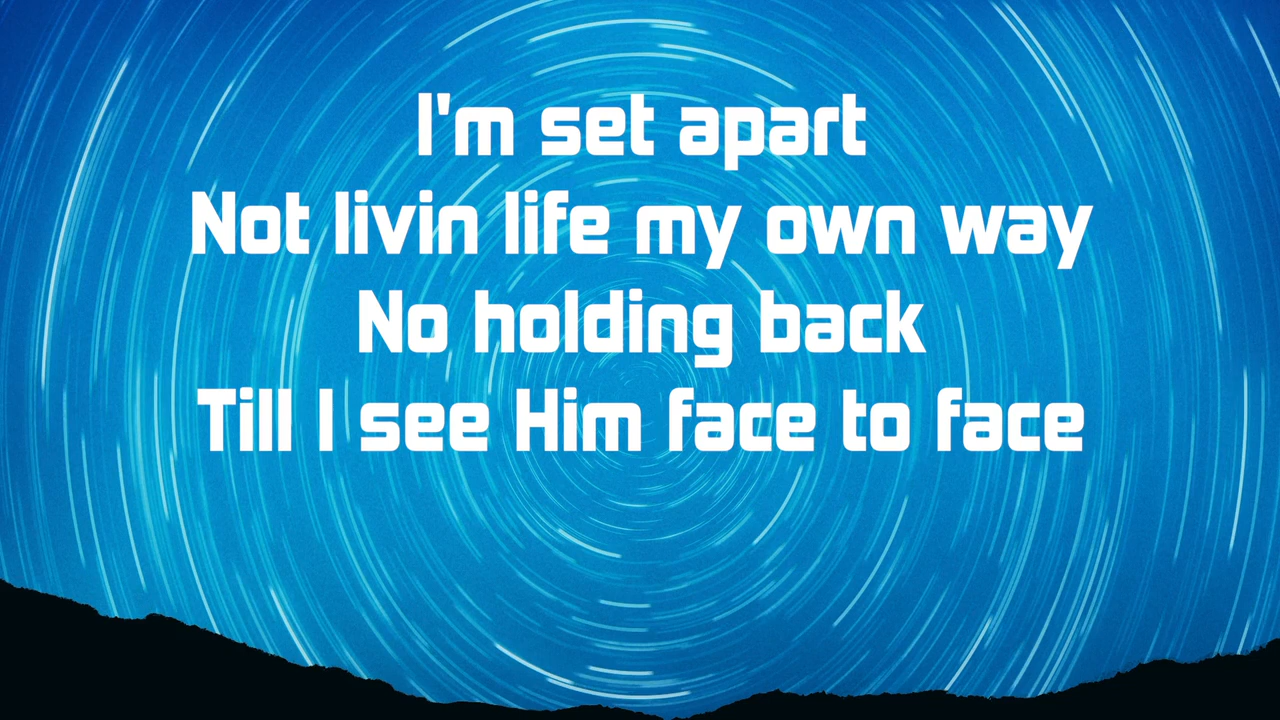 I'm set apart
Not livin life my own way
No holding back
Till I see Him face to face